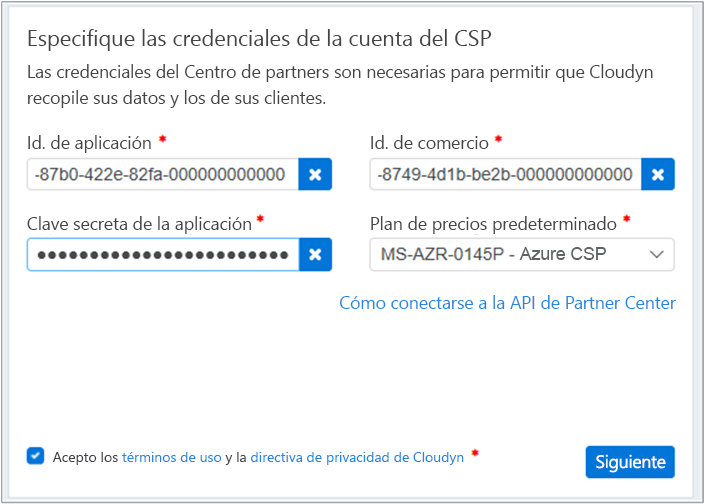 Especifique las credenciales de la cuenta del CSP
Las credenciales del Centro de partners son necesarias para permitir que Cloudyn
recopile sus datos y los de sus clientes.
Id. de aplicación *
Id. de comercio *
-87b0-422e-82fa-000000000000
-8749-4d1b-be2b-000000000000
Clave secreta de la aplicación *
Plan de precios predeterminado *
●●●●●●●●●●●●●●●●●●●●●●●●
MS-AZR-0145P - Azure CSP
Cómo conectarse a la API de Partner Center
Acepto los términos de uso y la directiva de privacidad de Cloudyn *
Siguiente